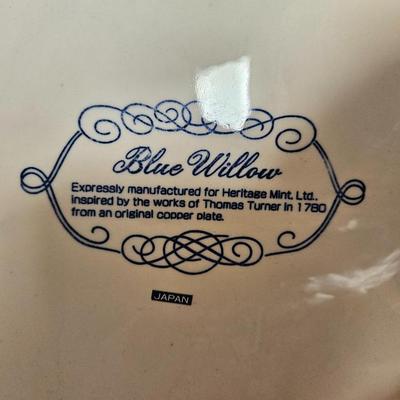 Blue Willow
Expressly manufactured for Heritage Mint, Ltd.,
inspired by the works of Thomas Turner in 1780
from an original copper plate.
JAPAN